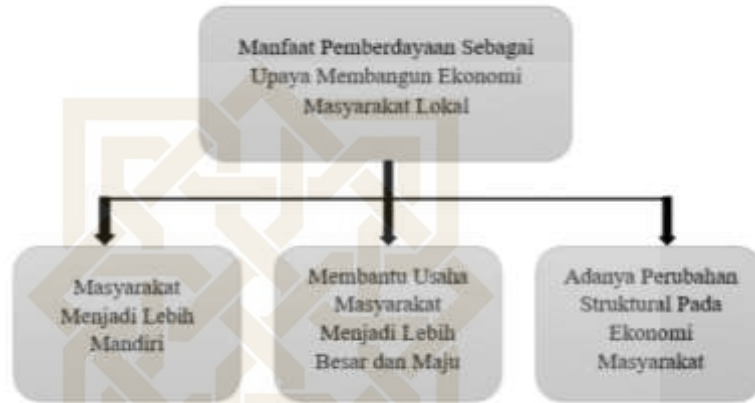 Manfaat Pemberdayaan Sebagai
Upaya Membangun Ekonomi
Masyarakat Lokal
Masyarakat
Menjadi Lebih
Mandiri
Membantu Usaha
Masyarakat
Menjadi Lebih
Besar dan Maju
Adanya Perubahan
Struktural Pada
Ekonomi
Masyarakat